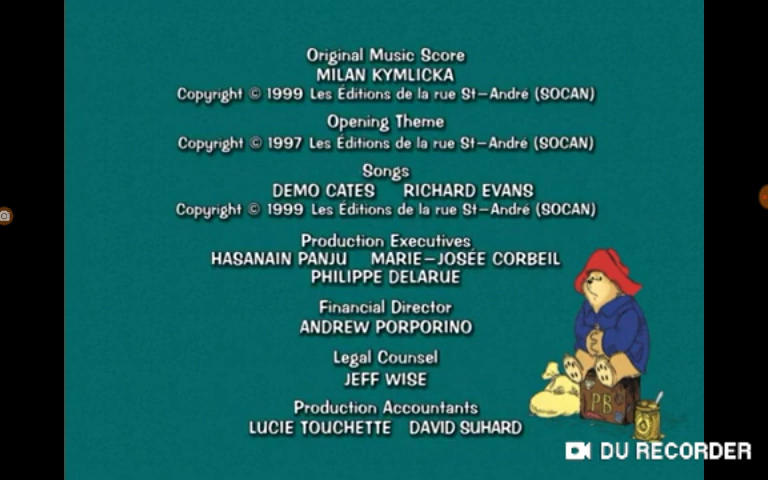 Original Music Score
MILAN KYMLICKA
Copyright © 1999 Les Éditions de la rue St-André (SOCAN)
Opening Theme
Copyright © 1997 Les Éditions de la rue St-André (SOCAN)
Songs
DEMO CATES RICHARD EVANS
Copyright © 1999 Les Éditions de la rue St-André (SOCAN)
Production Executives
HASANAIN PANJU MARIE-JOSÉE CORBEIL
PHILIPPE DELARUE
Financial Director
ANDREW PORPORINO
Legal Counsel
JEFF WISE
Production Accountants
LUCIE TOUCHETTE DAVID SUHARD
PB
DU RECORDER